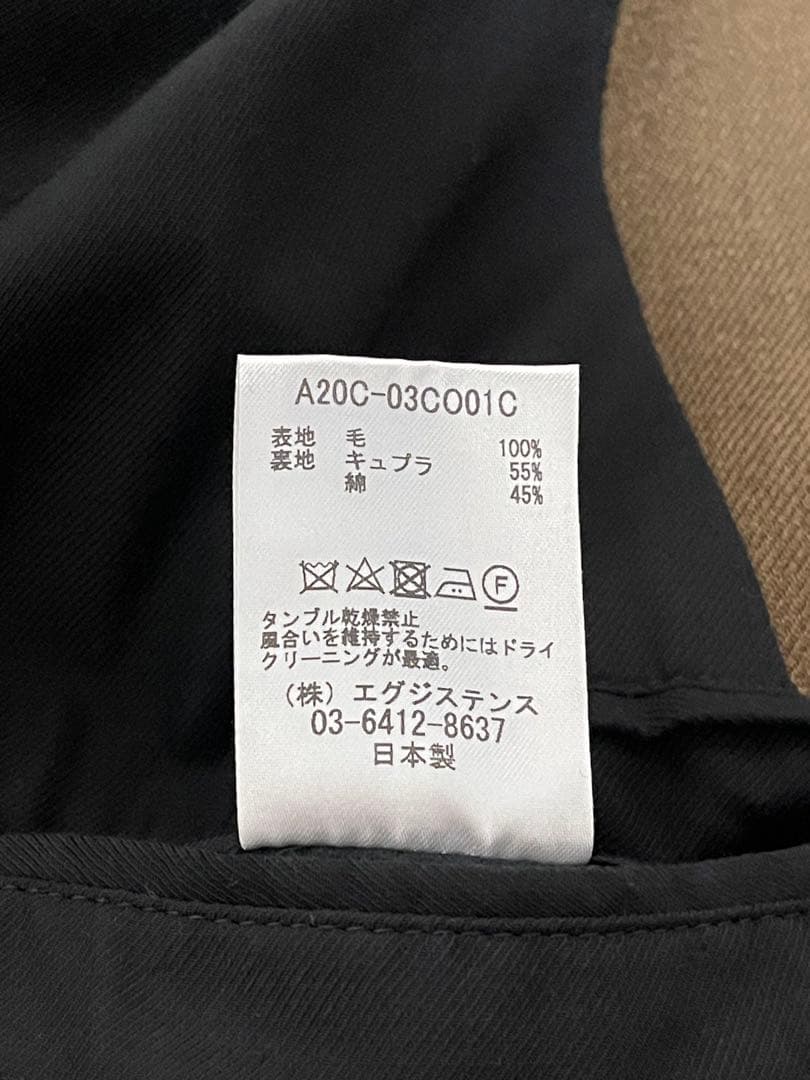 A20C-03CO01C
表地 毛 100%
裏地 キュプラ 55%
綿 45%
F
タンブル乾燥禁止
風合いを維持するためにはドライ
クリーニングが最適。
(株) エグジステンス
03-6412-8637
日本製